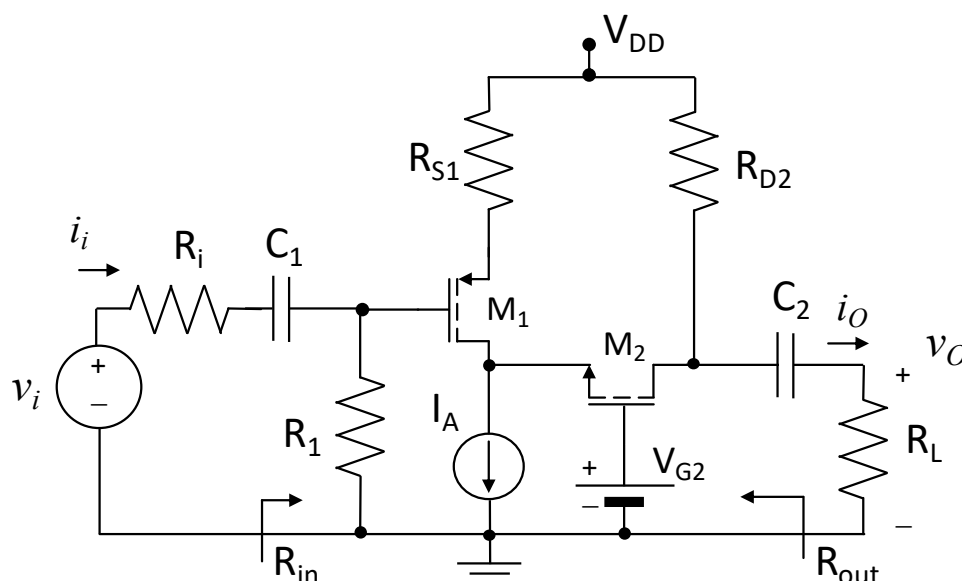 V_DD
R_S1
R_D2
i_i
R_i
C_1
M_1
M_2
C_2
i_O
v_O
+
+
v_i
−
R_1
I_A
+
V_G2
−
R_L
−
R_in
R_out